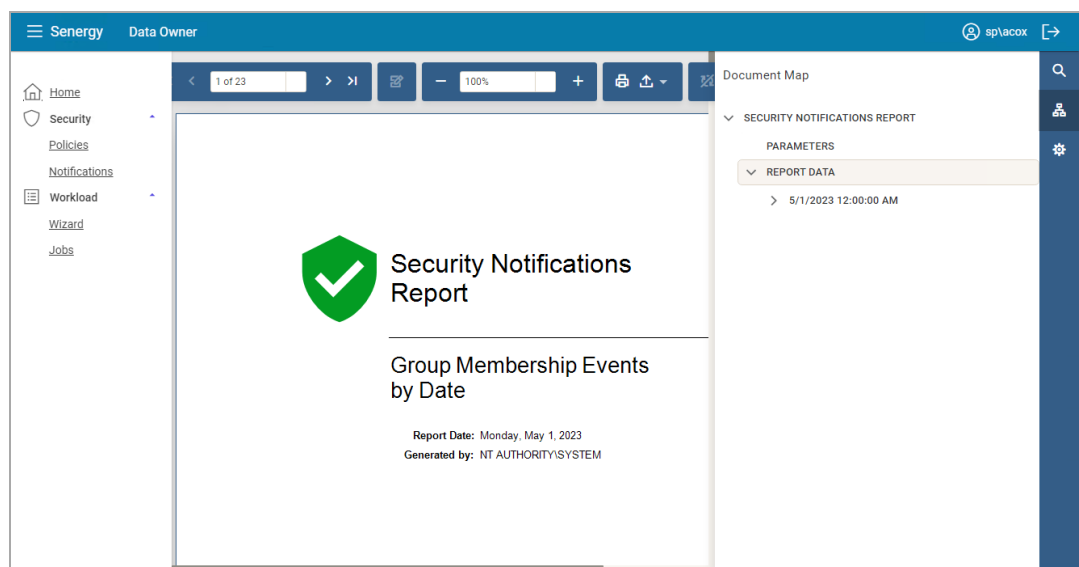 Senergy Data Owner sp\acox
Home
Security
Policies
Notifications
Workload
Wizard
Jobs
1 of 23 100%
Security Notifications
Report
Group Membership Events
by Date
Report Date: Monday, May 1, 2023
Generated by: NT AUTHORITY\SYSTEM
Document Map
SECURITY NOTIFICATIONS REPORT
PARAMETERS
REPORT DATA
5/1/2023 12:00:00 AM